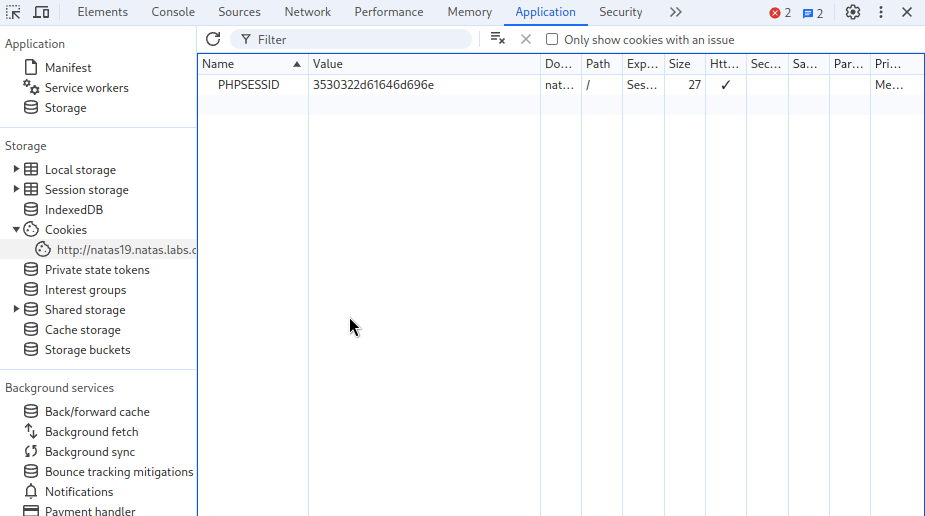 Elements Console Sources Network Performance Memory Application Security 2 2
Application
Manifest
Service workers
Storage
Storage
Local storage
Session storage
IndexedDB
Cookies
http://natas19.natas.labs.o
Private state tokens
Interest groups
Shared storage
Cache storage
Storage buckets
Background services
Back/forward cache
Background fetch
Background sync
Bounce tracking mitigations
Notifications
Payment handler
Filter Only show cookies with an issue
Name Value Do... Path Exp... Size Htt... Sec... Sa... Par... Pri...
PHPSESSID 3530322d61646d696e nat... / Ses... 27 ✓ Me...